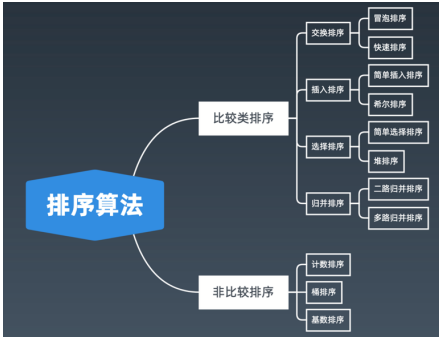 排序算法
比较类排序
交换排序
冒泡排序
快速排序
插入排序
简单插入排序
希尔排序
选择排序
简单选择排序
堆排序
归并排序
二路归并排序
多路归并排序
非比较排序
计数排序
桶排序
基数排序